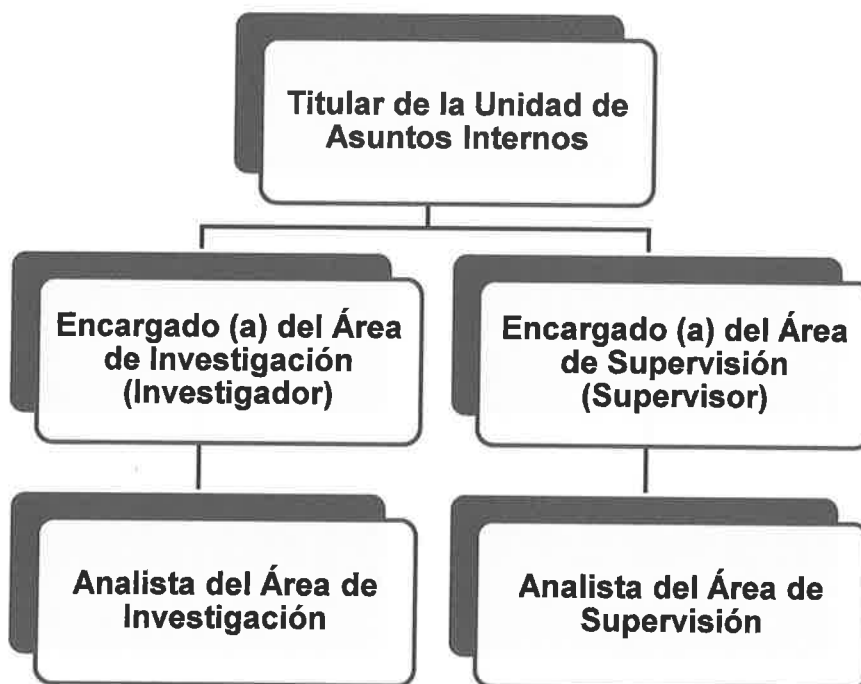 Titular de la Unidad de
Asuntos Internos
Encargado (a) del Área
de Investigación
(Investigador)
Encargado (a) del Área
de Supervisión
(Supervisor)
Analista del Área de
Investigación
Analista del Área de
Supervisión